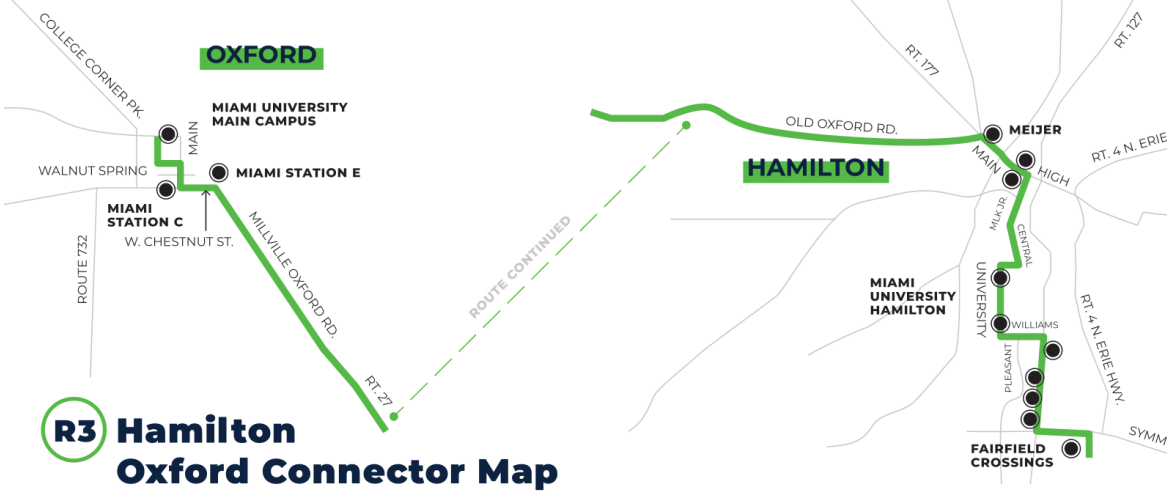 COLLEGE CORNER PK.
OXFORD
MIAMI UNIVERSITY
MAIN CAMPUS
MAIN
WALNUT SPRING
MIAMI STATION E
MIAMI
STATION C
W. CHESTNUT ST.
ROUTE 732
MILLVILLE OXFORD RD.
RT. 27
ROUTE CONTINUED
RT. 177
RT. 127
OLD OXFORD RD.
MEIJER
HAMILTON
MAIN
HIGH
RT. 4 N. ERIE
MLK JR.
CENTRAL
MIAMI
UNIVERSITY
HAMILTON
UNIVERSITY
WILLIAMS
PLEASANT
RT. 4 N. ERIE HWY.
SYMM
FAIRFIELD
CROSSINGS
R3 Hamilton
Oxford Connector Map